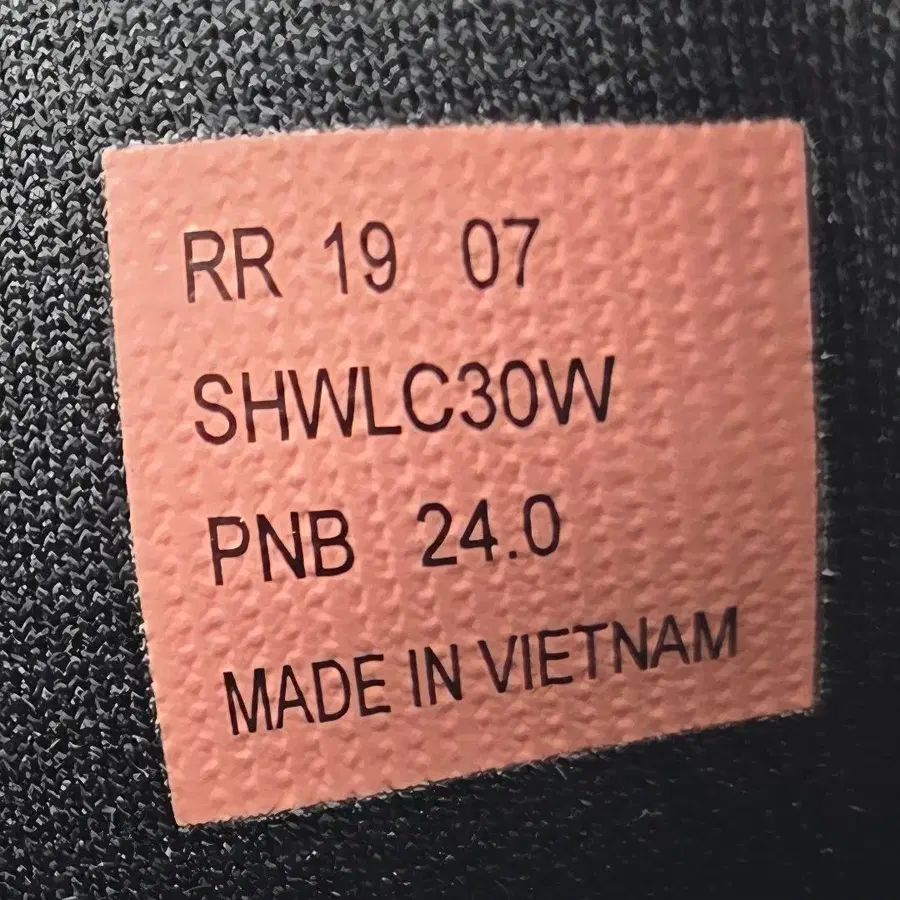 RR 19 07
SHWLC30W
PNB 24.0
MADE IN VIETNAM